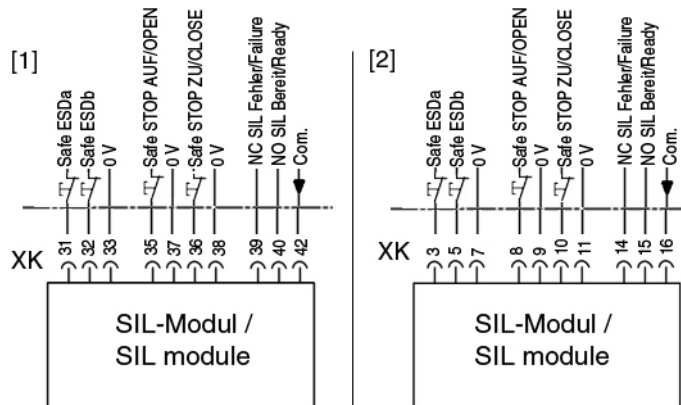 [1]
Safe ESDa
Safe ESDb
0 V
Safe STOP AUF/OPEN
0 V
Safe STOP ZU/CLOSE
0 V
NC SIL Fehler/Failure
NO SIL Bereit/Ready
Com.
XK 31 32 33 35 37 36 38 39 40 42
SIL-Modul /
SIL module
[2]
Safe ESDa
Safe ESDb
0 V
Safe STOP AUF/OPEN
0 V
Safe STOP ZU/CLOSE
0 V
NC SIL Fehler/Failure
NO SIL Bereit/Ready
Com.
XK 3 5 7 8 9 10 11 14 15 16
SIL-Modul /
SIL module